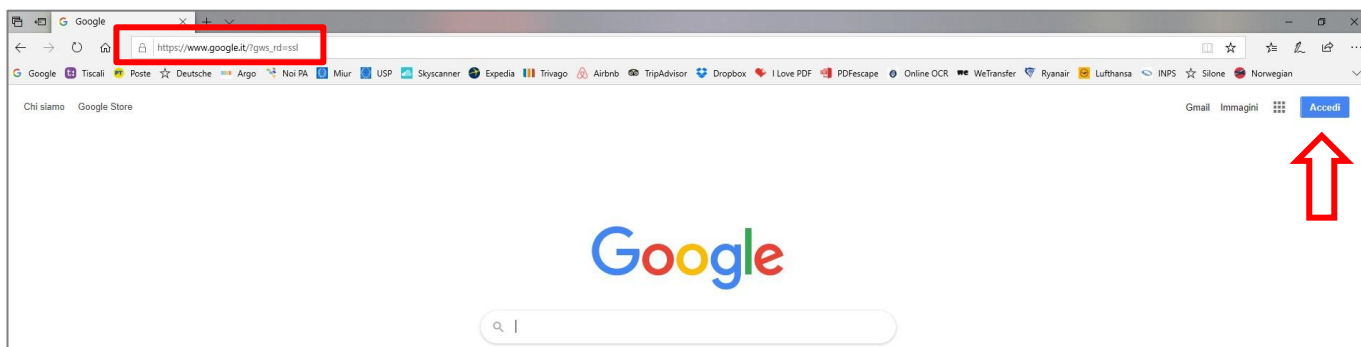 Google
https://www.google.it/?gws_rd=ssl
Google Tiscali Poste Deutsche Argo Noi PA Miur USP Skyscanner Expedia Trivago Airbnb TripAdvisor Dropbox I Love PDF PDFescape Online OCR WeTransfer Ryanair Lufthansa INPS Silone Norwegian
Chi siamo Google Store Gmail Immagini Accedi
Google